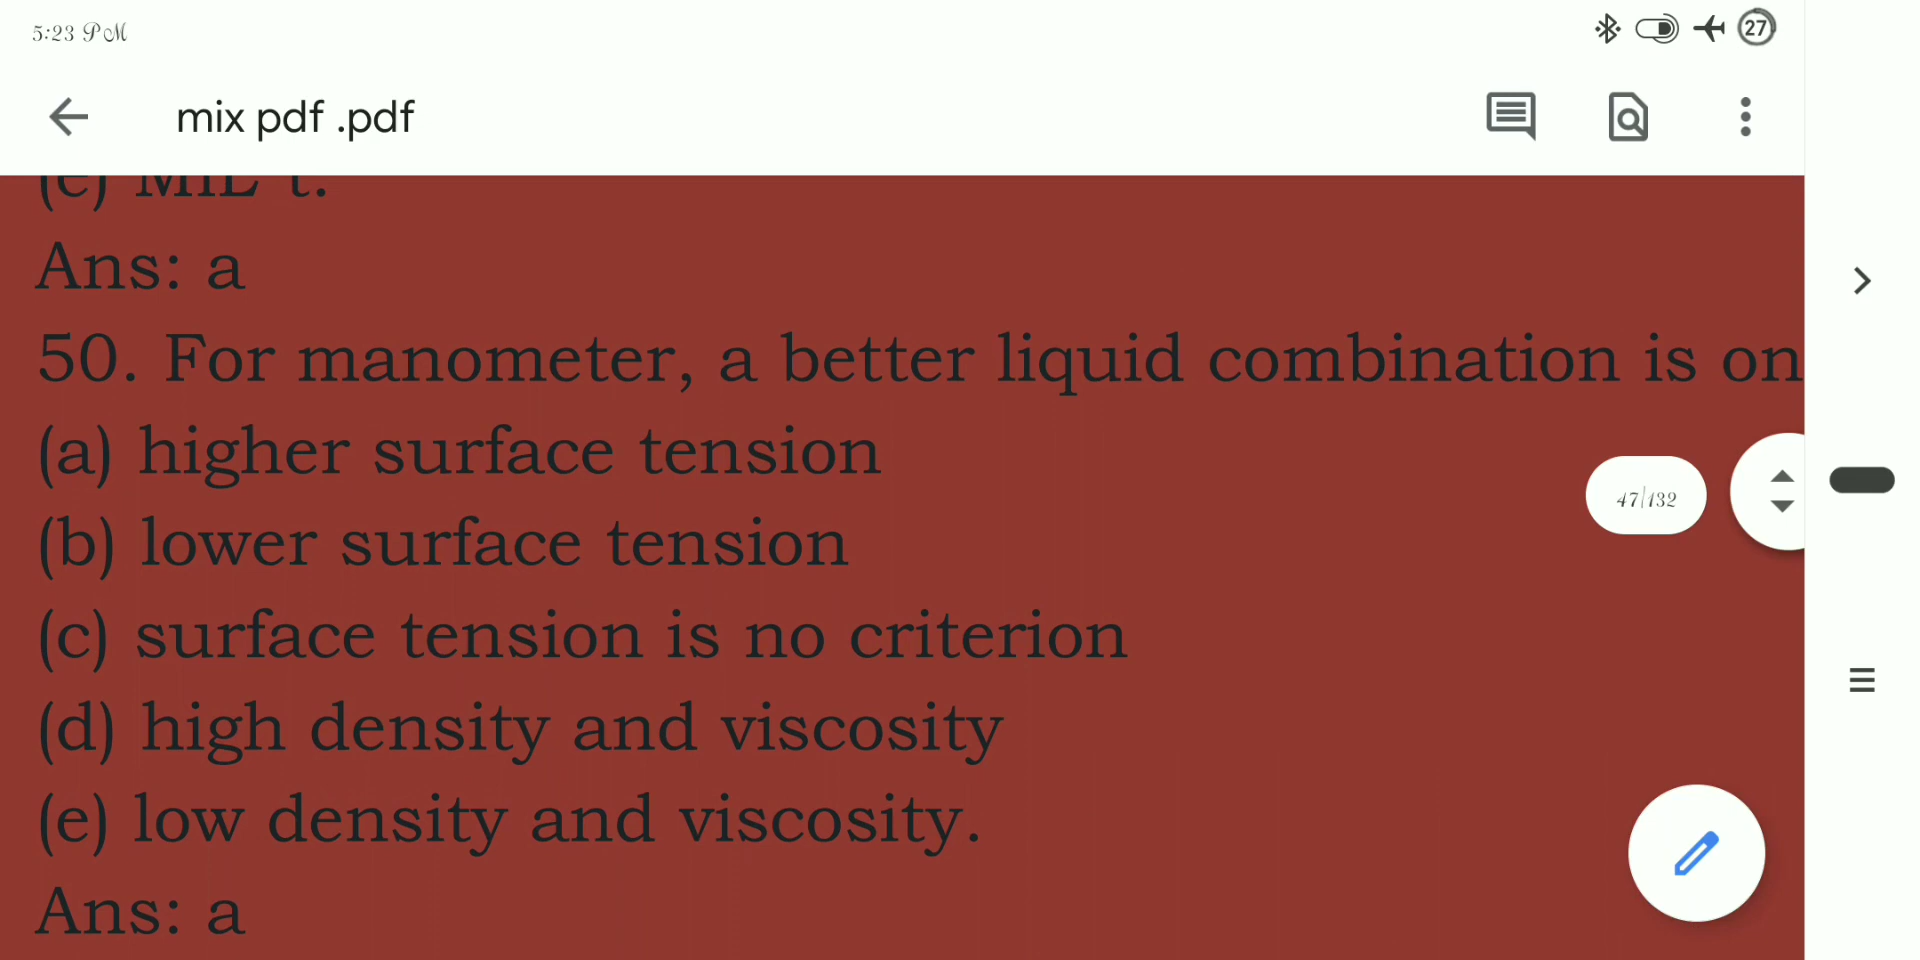 5:23 PM
27
mix pdf .pdf
Ans: a
50. For manometer, a better liquid combination is on
(a) higher surface tension
(b) lower surface tension
(c) surface tension is no criterion
47/132
(d) high density and viscosity
(e) low density and viscosity.
Ans: a